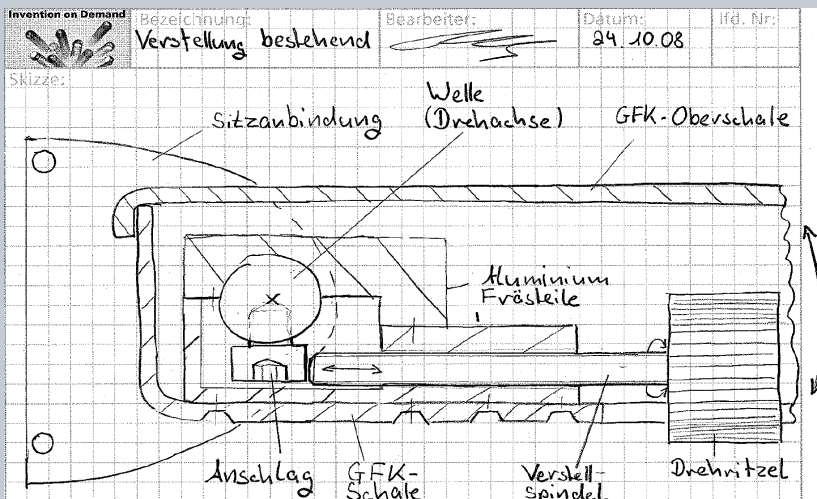 Invention on Demand
Bezeichnung:
Verstellung bestehend
Bearbeiter:
Datum:
24.10.08
lfd. Nr:
Skizze:
Sitzanbindung
Welle
(Drehachse)
GFK-Oberschale
Aluminium
Frästeile
Anschlag
GFK-
Schale
Verstell-
spindel
Drehritzel